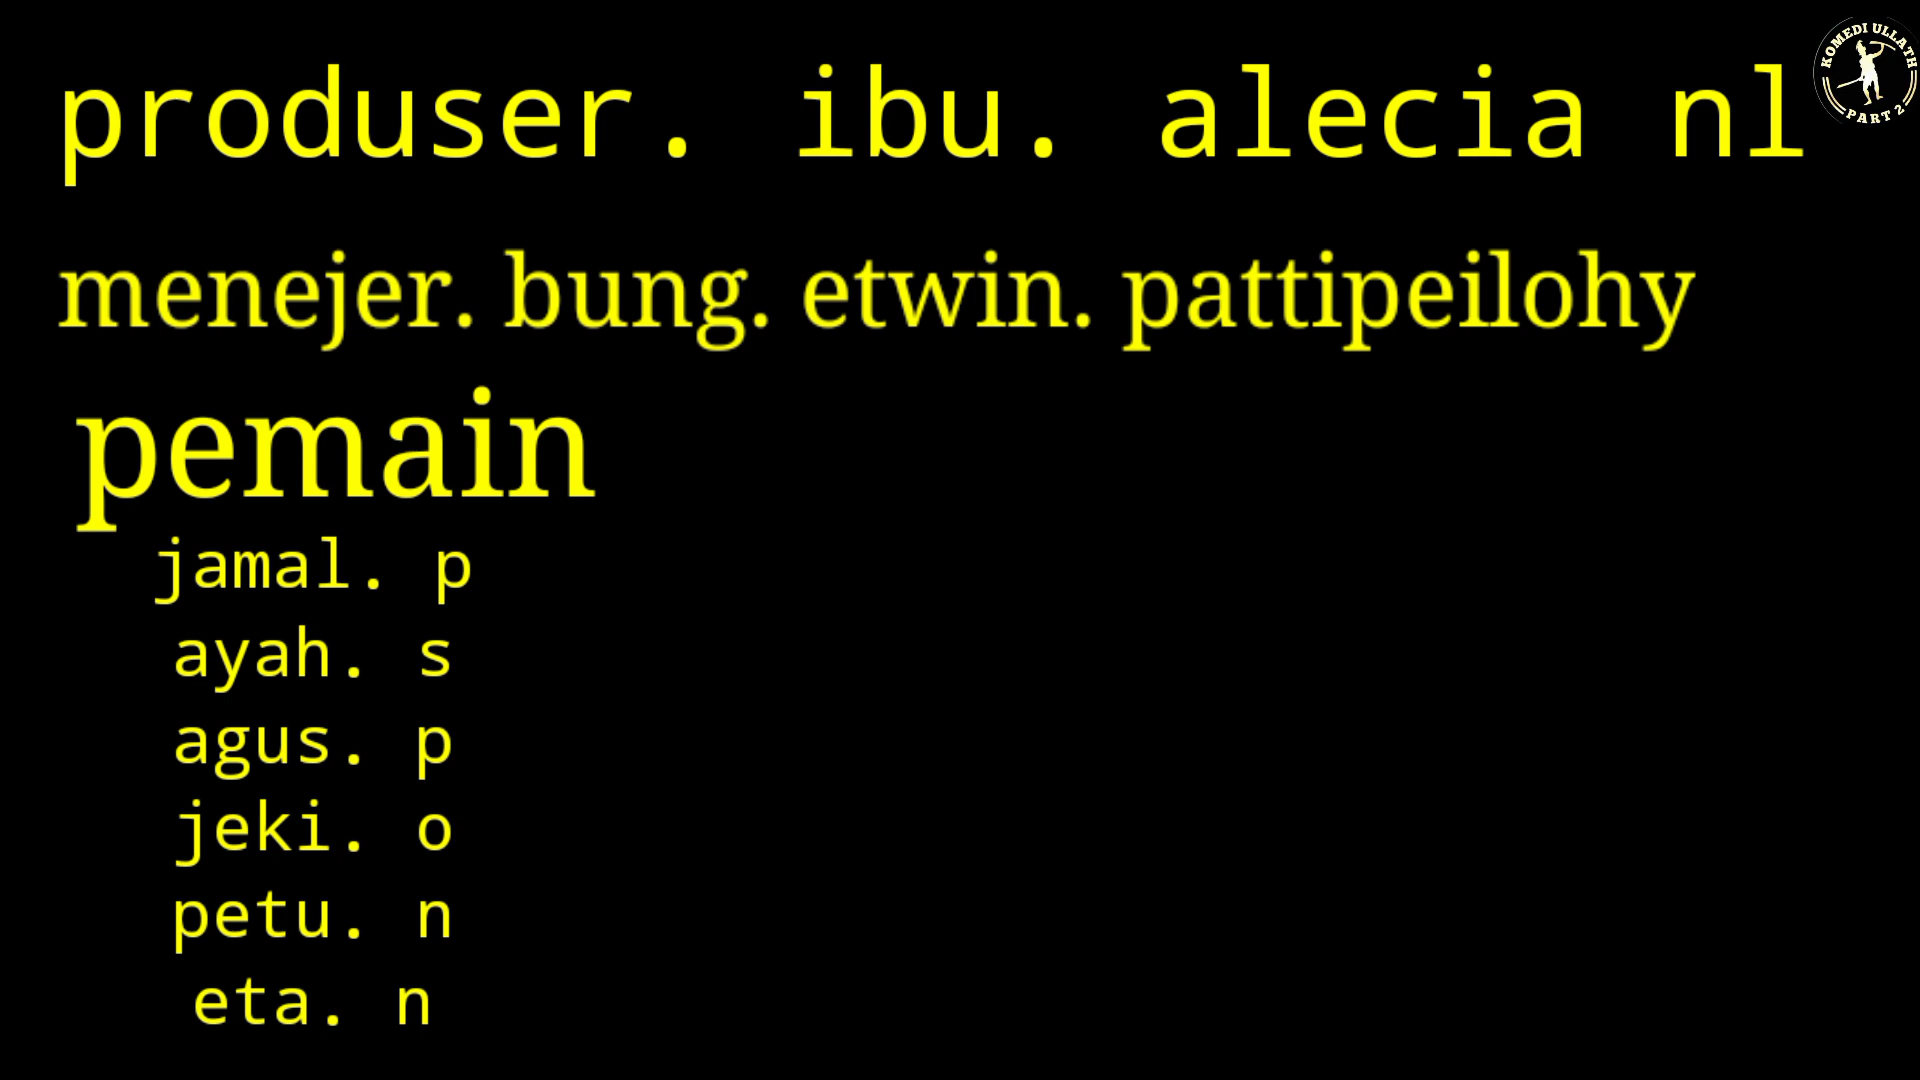 produser. ibu. alecia nl
KOMEDI ULLATH
PART 2
menejer. bung. etwin. pattipeilohy
pemain
jamal. p
ayah. s
agus. p
jeki. o
petu. n
eta. n